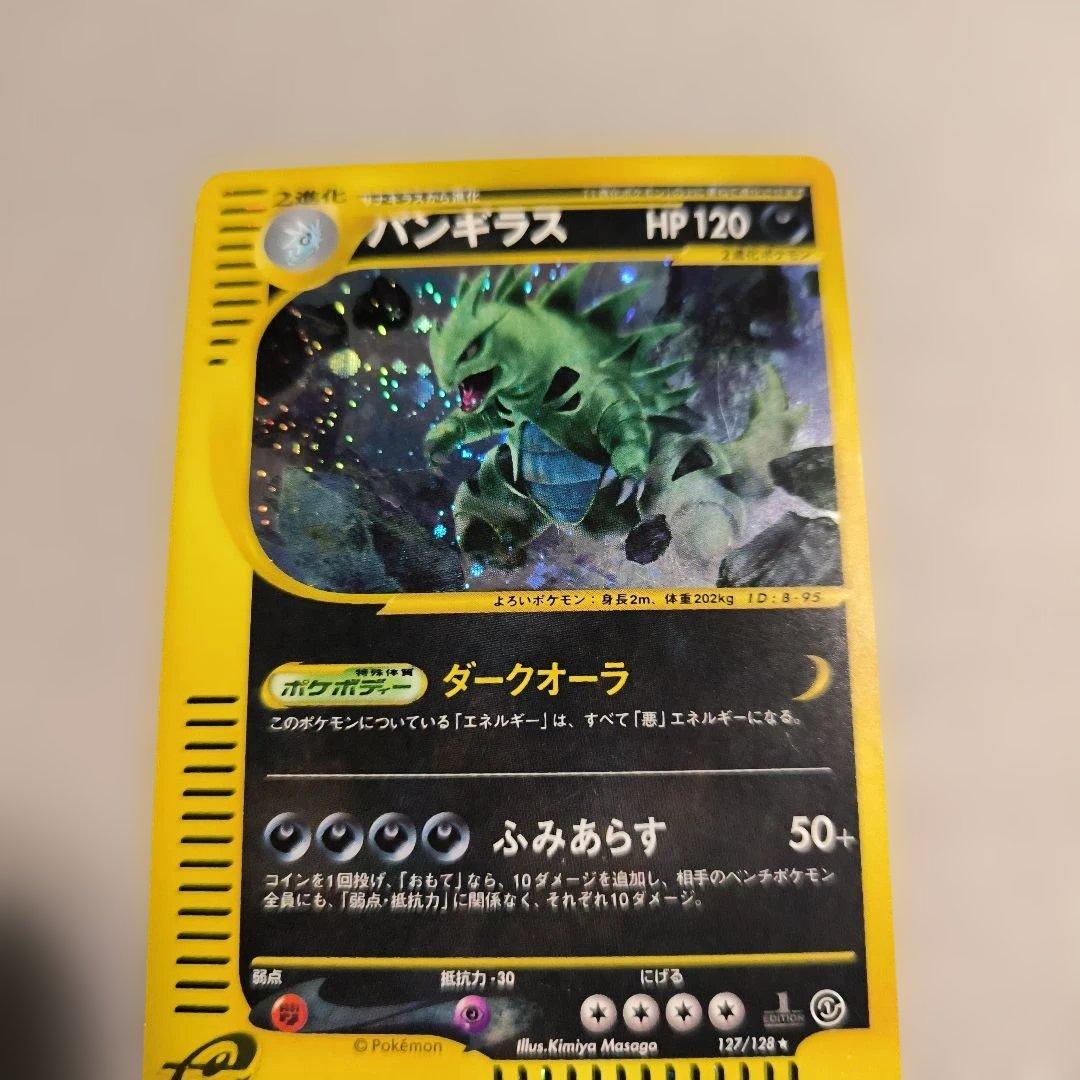 2進化 サナギラスから進化
バンギラス HP 120
2進化ポケモン
よろいポケモン：身長2m、体重202kg ID：B-95
特殊体質
ポケボディー ダークオーラ
このポケモンについている「エネルギー」は、すべて「悪」エネルギーになる。
ふみあらす 50+
コインを1回投げ、「おもて」なら、10ダメージを追加し、相手のベンチポケモン
全員にも、「弱点・抵抗力」に関係なく、それぞれ10ダメージ。
弱点 抵抗力 -30 にげる
1 EDITION
© Pokémon Illus.Kimiya Masago 127/128★
e